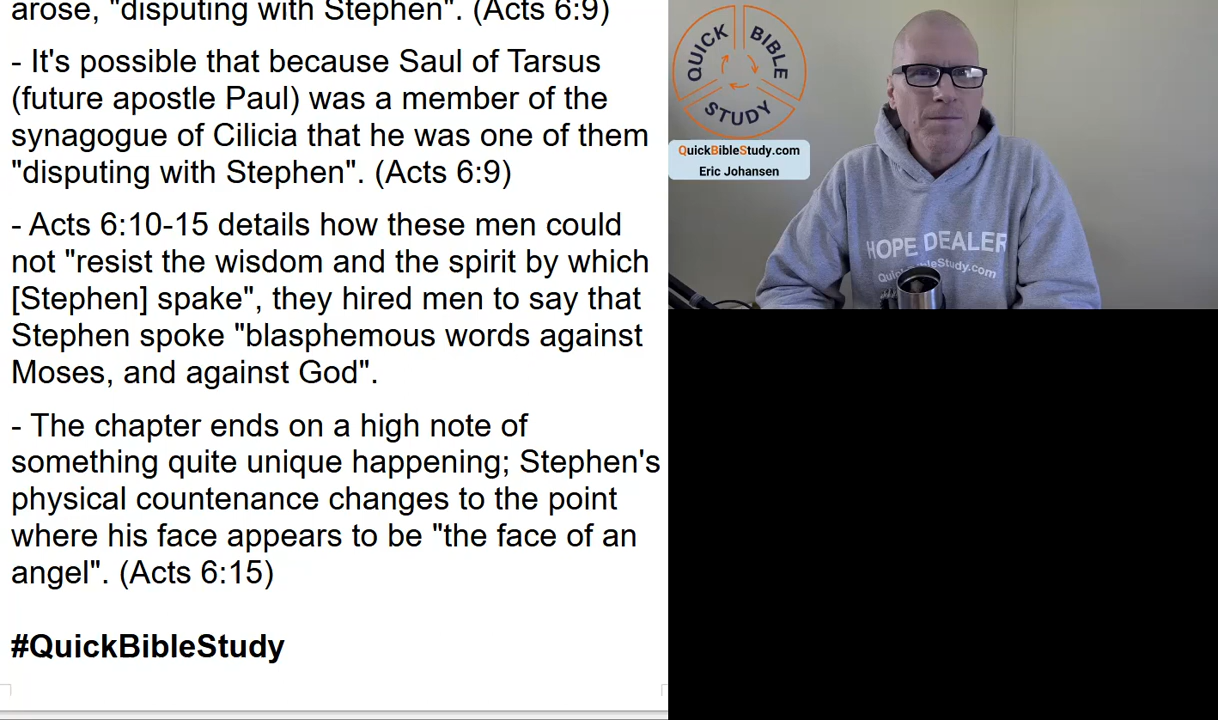 arose, "disputing with Stephen". (Acts 6:9)
- It's possible that because Saul of Tarsus
(future apostle Paul) was a member of the
synagogue of Cilicia that he was one of them
"disputing with Stephen". (Acts 6:9)
- Acts 6:10-15 details how these men could
not "resist the wisdom and the spirit by which
[Stephen] spake", they hired men to say that
Stephen spoke "blasphemous words against
Moses, and against God".
- The chapter ends on a high note of
something quite unique happening; Stephen's
physical countenance changes to the point
where his face appears to be "the face of an
angel". (Acts 6:15)
#QuickBibleStudy
QUICK BIBLE STUDY
QuickBibleStudy.com
Eric Johansen
HOPE DEALER
QuickBibleStudy.com